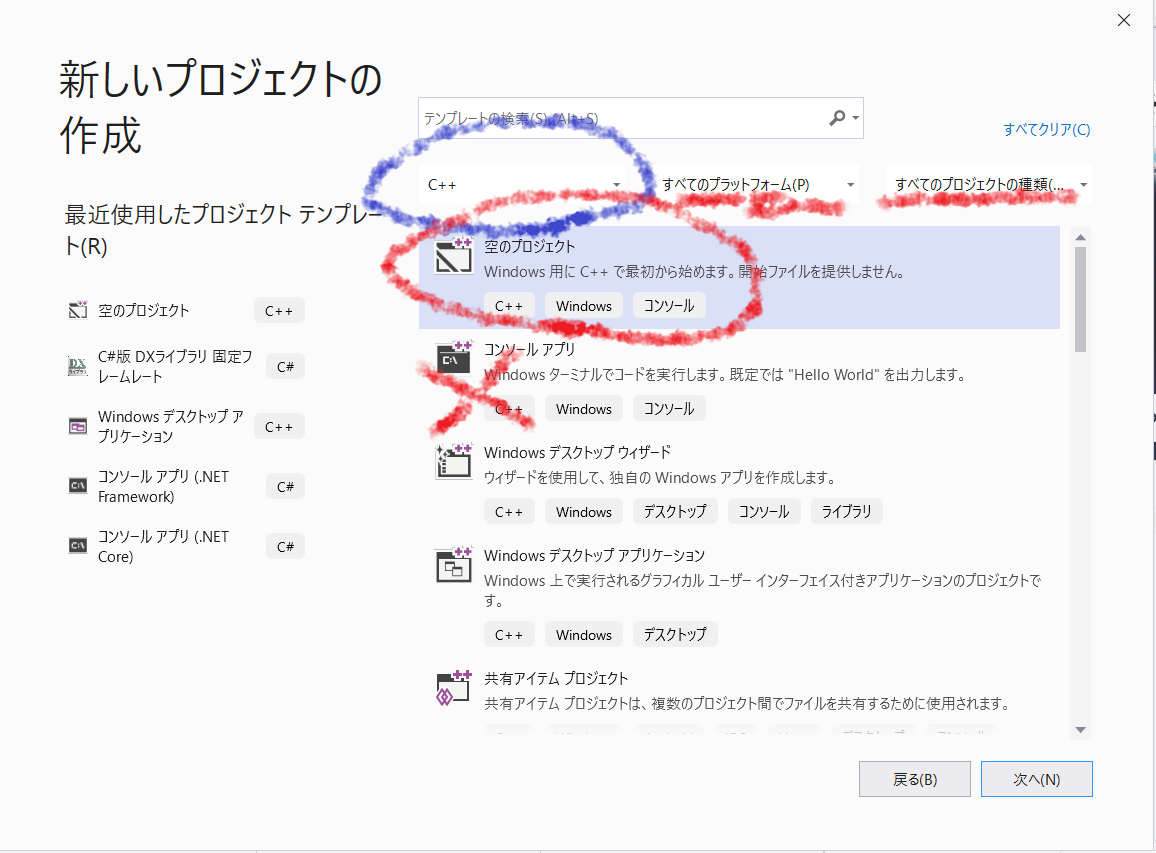 新しいプロジェクトの
作成
テンプレートの検索(S) (Alt+S)
すべてクリア(C)
C++
すべてのプラットフォーム(P)
すべてのプロジェクトの種類(...
最近使用したプロジェクト テンプレー
ト(R)
空のプロジェクト
C++
C#版 DXライブラリ 固定フ
レームレート
C#
Windows デスクトップ ア
プリケーション
C++
コンソール アプリ (.NET
Framework)
C#
コンソール アプリ (.NET
Core)
C#
空のプロジェクト
Windows 用に C++ で最初から始めます。開始ファイルを提供しません。
C++ Windows コンソール
コンソール アプリ
Windows ターミナルでコードを実行します。既定では "Hello World" を出力します。
C++ Windows コンソール
Windows デスクトップ ウィザード
ウィザードを使用して、独自の Windows アプリを作成します。
C++ Windows デスクトップ コンソール ライブラリ
Windows デスクトップ アプリケーション
Windows 上で実行されるグラフィカル ユーザー インターフェイス付きアプリケーションのプロジェクトで
す。
C++ Windows デスクトップ
共有アイテム プロジェクト
共有アイテム プロジェクトは、複数のプロジェクト間でファイルを共有するために使用されます。
戻る(B)
次へ(N)